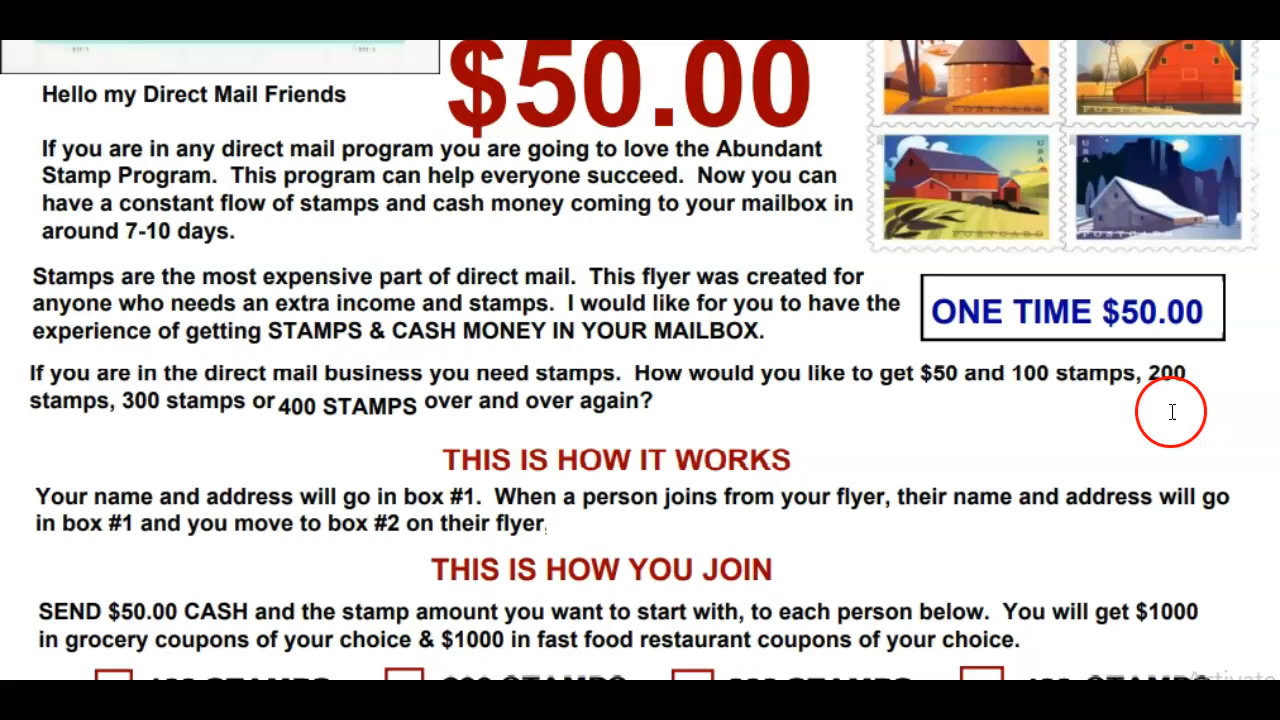 $50.00
Hello my Direct Mail Friends
If you are in any direct mail program you are going to love the Abundant
Stamp Program. This program can help everyone succeed. Now you can
have a constant flow of stamps and cash money coming to your mailbox in
around 7-10 days.
POSTCARD
POSTCARD
USA
USA
POSTCARD
POSTCARD
Stamps are the most expensive part of direct mail. This flyer was created for
anyone who needs an extra income and stamps. I would like for you to have the
experience of getting STAMPS & CASH MONEY IN YOUR MAILBOX.
ONE TIME $50.00
If you are in the direct mail business you need stamps. How would you like to get $50 and 100 stamps, 200
stamps, 300 stamps or 400 STAMPS over and over again?
THIS IS HOW IT WORKS
Your name and address will go in box #1. When a person joins from your flyer, their name and address will go
in box #1 and you move to box #2 on their flyer.
THIS IS HOW YOU JOIN
SEND $50.00 CASH and the stamp amount you want to start with, to each person below. You will get $1000
in grocery coupons of your choice & $1000 in fast food restaurant coupons of your choice.
STAMPS STAMPS STAMPS STAMPS